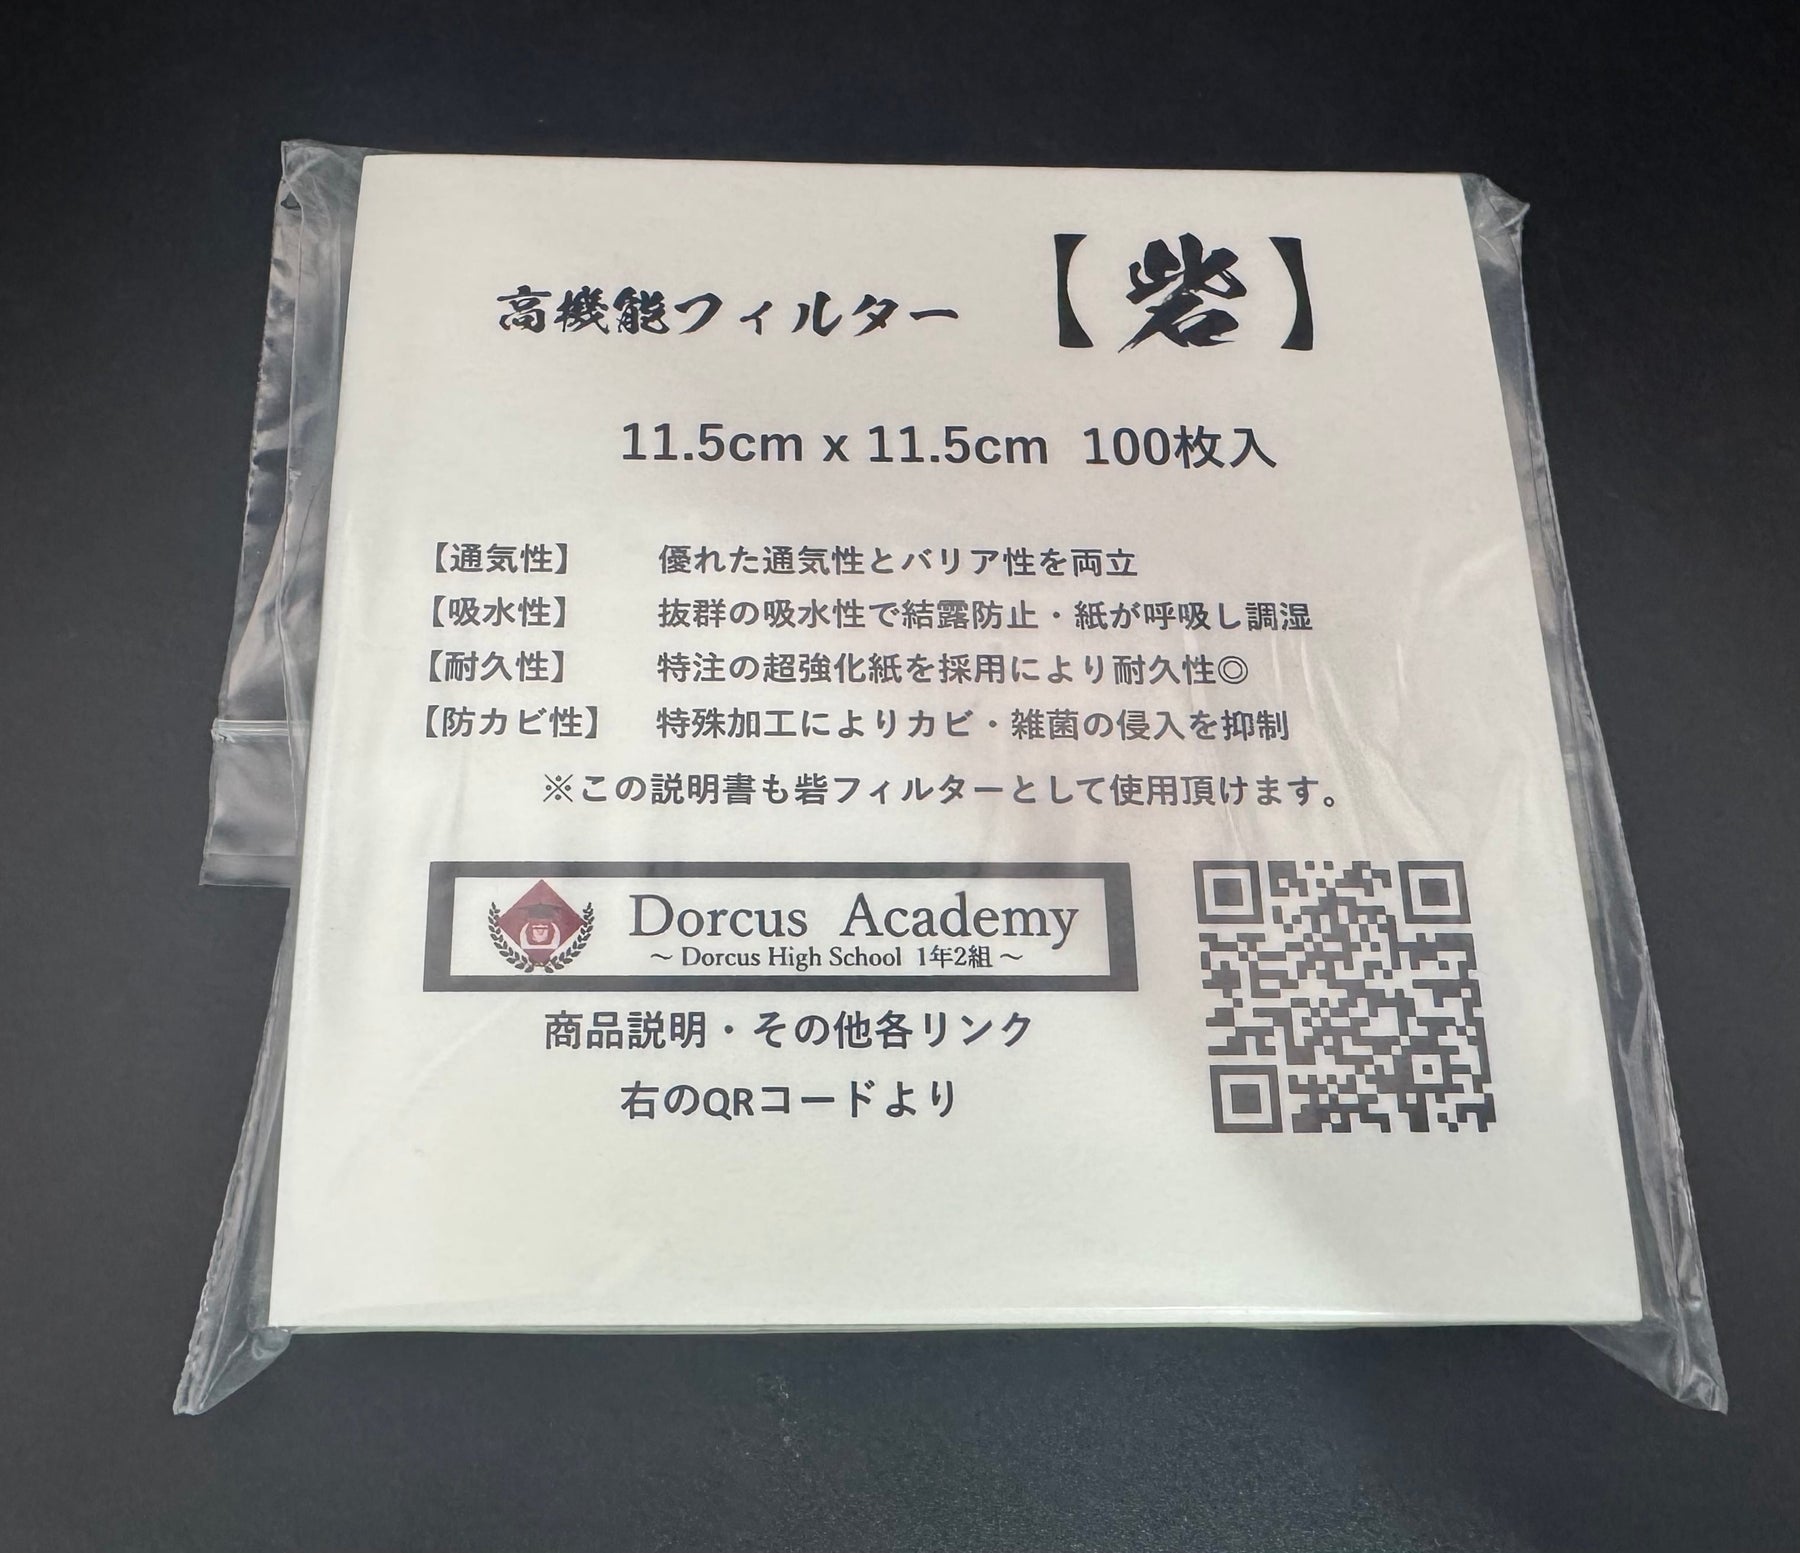 高機能フィルター 【砦】
11.5cm x 11.5cm 100枚入
【通気性】 優れた通気性とバリア性を両立
【吸水性】 抜群の吸水性で結露防止・紙が呼吸し調湿
【耐久性】 特注の超強化紙を採用により耐久性◎
【防カビ性】 特殊加工によりカビ・雑菌の侵入を抑制
※この説明書も砦フィルターとして使用頂けます。
Dorcus Academy
～ Dorcus High School 1年2組 ～
商品説明・その他各リンク
右のQRコードより